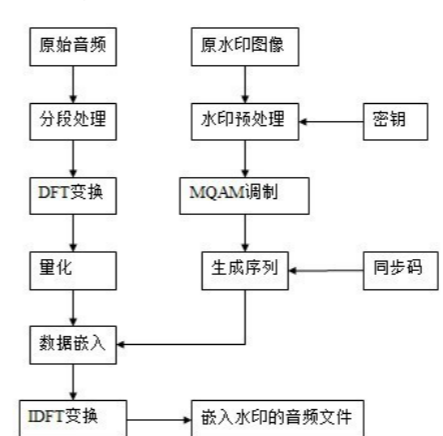 原始音频
原水印图像
分段处理
水印预处理
密钥
DFT变换
MQAM调制
量化
生成序列
同步码
数据嵌入
IDFT变换
嵌入水印的音频文件